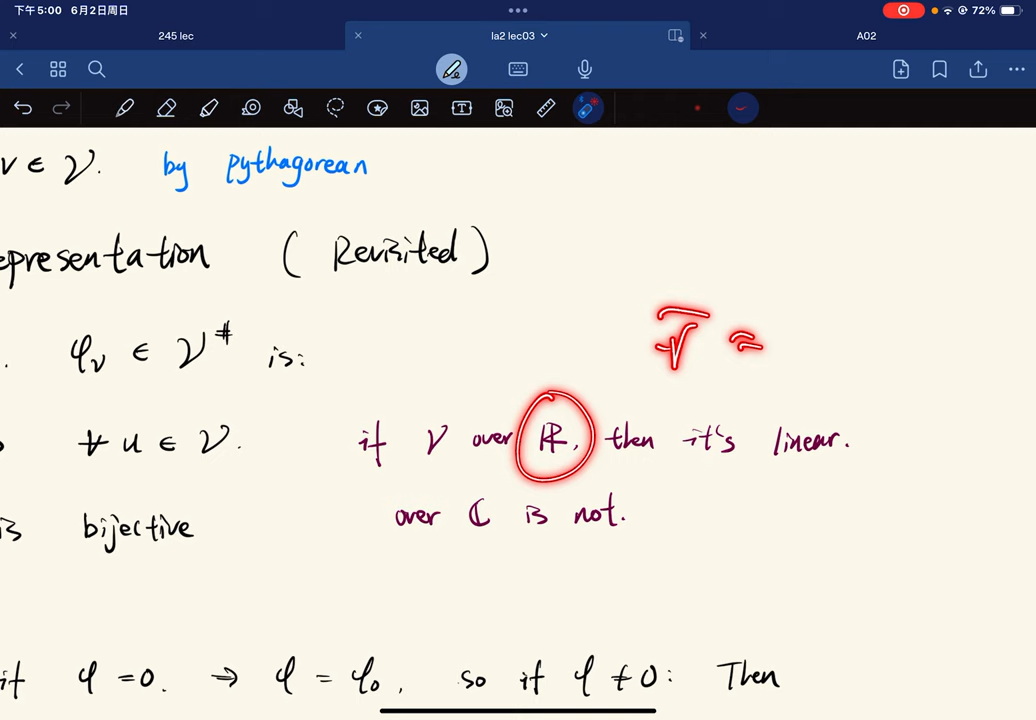 下午5:00 6月2日周日
72%
245 lec
la2 lec03
A02
v ∈ 𝒱. by pythagorean
epresentation ( Revisited )
. φᵥ ∈ 𝒱^# is:
v̅ =
∀ u ∈ 𝒱. if 𝒱 over ℝ, then it's linear.
over ℂ is not.
is bijective
if φ = 0. → φ = φ₀, so if φ ≠ 0: Then